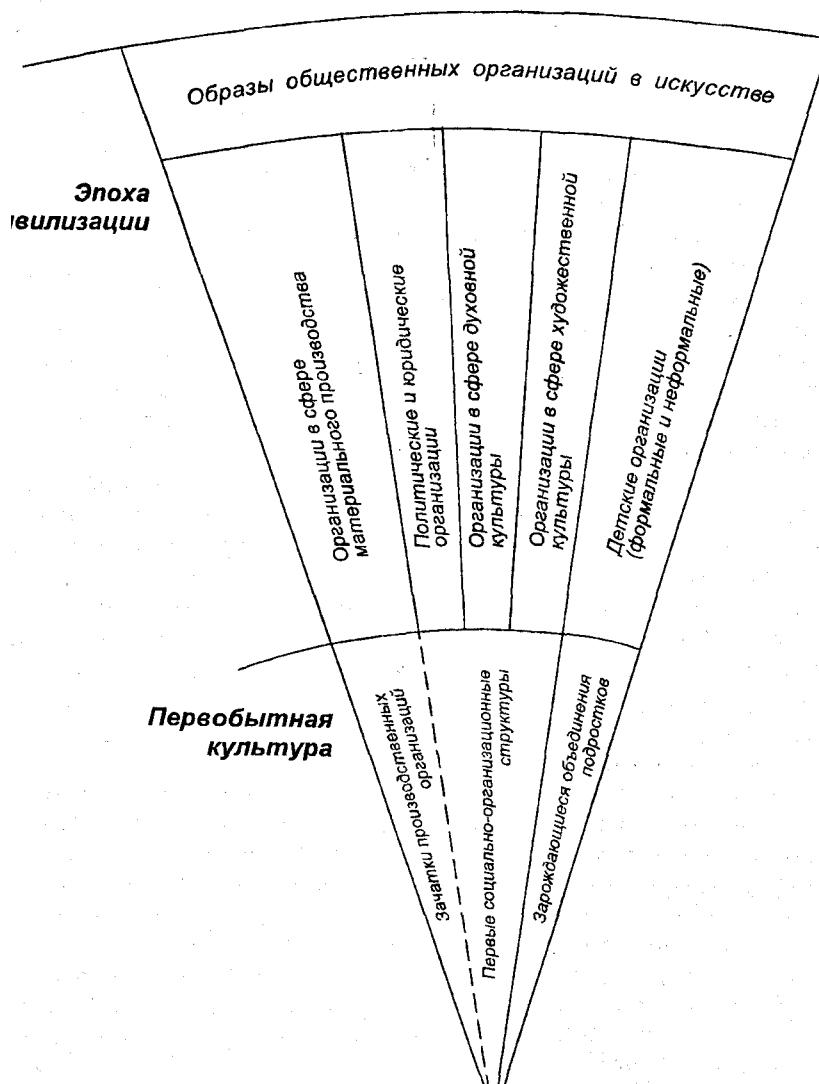 Образы общественных организаций в искусстве
Эпоха
ивилизации
Организации в сфере
материального производства
Политические и юридические
организации
Организации в сфере духовной
культуры
Организации в сфере художественной
культуры
Детские организации
(формальные и неформальные)
Первобытная
культура
Зачатки производственных
организаций
Первые социально-организационные
структуры
Зарождающиеся объединения
подростков